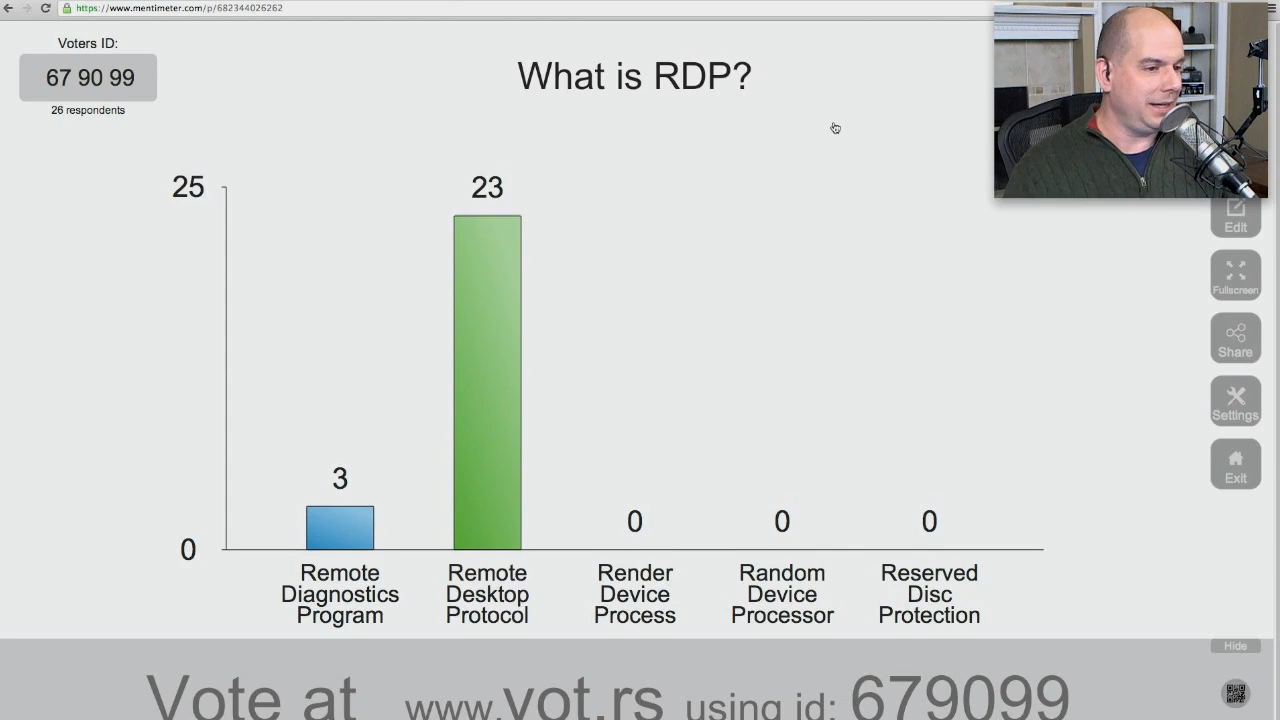 https://www.mentimeter.com/p/682344026262
Voters ID:
67 90 99
26 respondents
What is RDP?
25
23
3
0
0
0
0
Remote
Diagnostics
Program
Remote
Desktop
Protocol
Render
Device
Process
Random
Device
Processor
Reserved
Disc
Protection
Edit
Fullscreen
Share
Settings
Exit
Hide
Vote at www.vot.rs using id: 679099